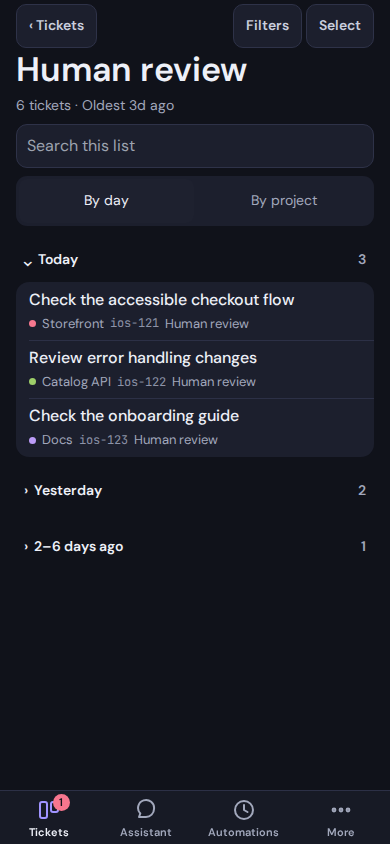 ‹ Tickets
Filters
Select
Human review
6 tickets · Oldest 3d ago
Search this list
By day
By project
Today
3
Check the accessible checkout flow
Storefront ios-121 Human review
Review error handling changes
Catalog API ios-122 Human review
Check the onboarding guide
Docs ios-123 Human review
› Yesterday
2
› 2–6 days ago
1
1
Tickets
Assistant
Automations
More